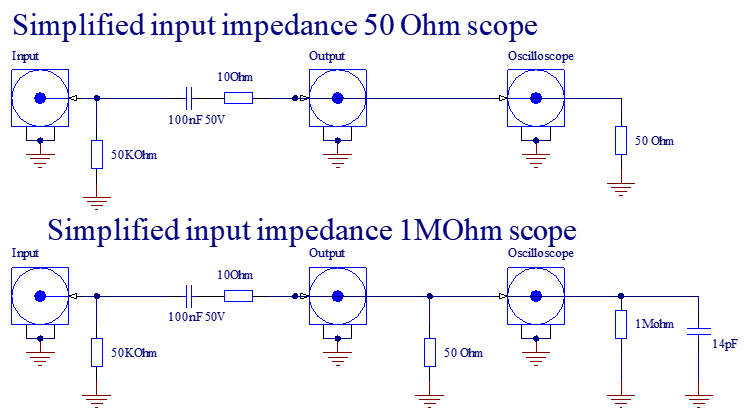 Simplified input impedance 50 Ohm scope
Input
Output
Oscilloscope
10Ohm
100nF 50V
50KOhm
50 Ohm
Simplified input impedance 1MOhm scope
Input
Output
Oscilloscope
10Ohm
100nF 50V
50KOhm
50 Ohm
1Mohm
14pF